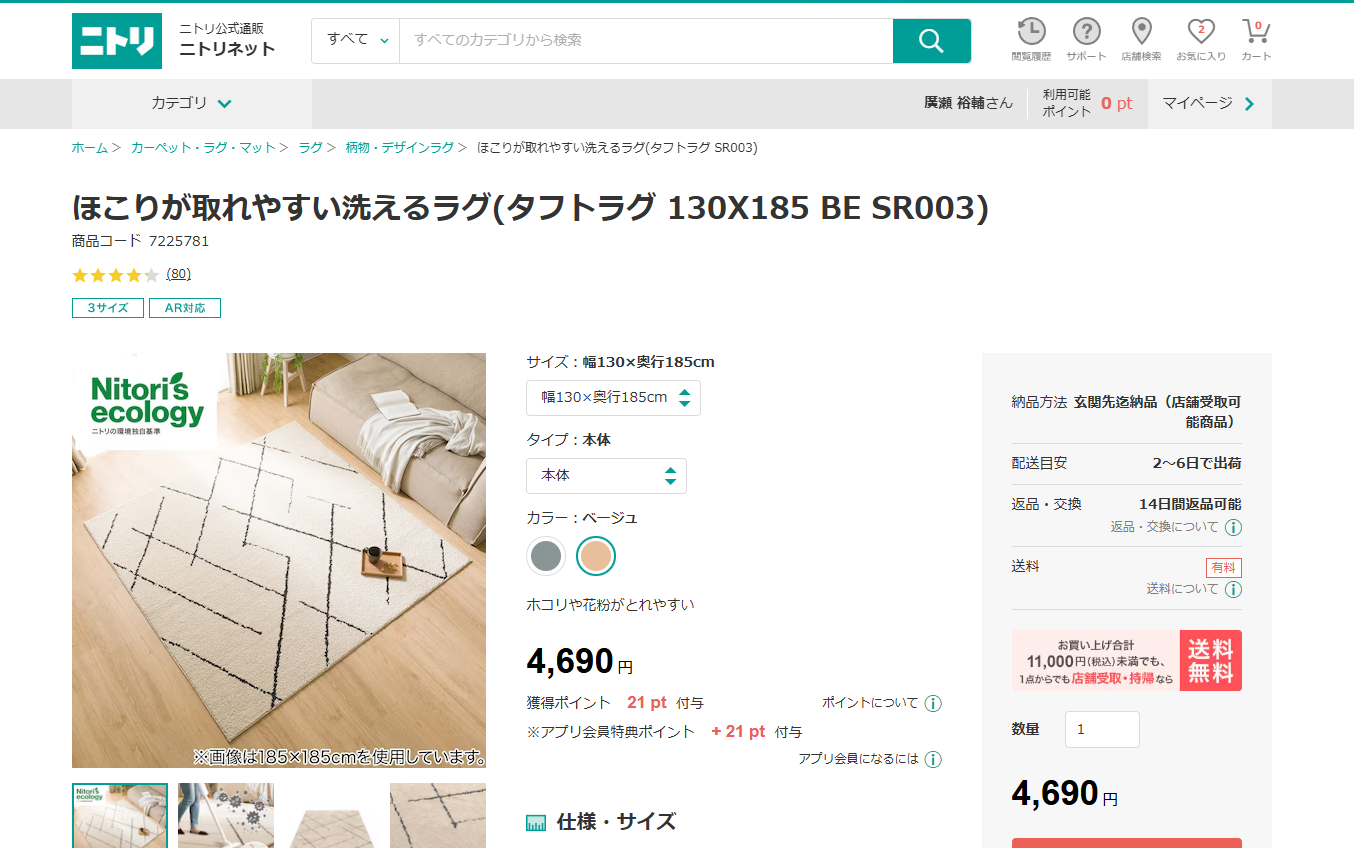 ニトリ
ニトリ公式通販
ニトリネット
すべて
すべてのカテゴリから検索
閲覧履歴
サポート
店舗検索
2
お気に入り
0
カート
カテゴリ
廣瀬 裕輔さん
利用可能
ポイント
0 pt
マイページ
ホーム > カーペット・ラグ・マット > ラグ > 柄物・デザインラグ > ほこりが取れやすい洗えるラグ(タフトラグ SR003)
ほこりが取れやすい洗えるラグ(タフトラグ 130X185 BE SR003)
商品コード 7225781
(80)
3サイズ
AR対応
Nitori's
ecology
ニトリの環境独自基準
※画像は185×185cmを使用しています。
Nitori's
ecology
サイズ：幅130×奥行185cm
幅130×奥行185cm
タイプ：本体
本体
カラー：ベージュ
ホコリや花粉がとれやすい
4,690円
獲得ポイント 21 pt 付与
ポイントについて
※アプリ会員特典ポイント + 21 pt 付与
アプリ会員になるには
仕様・サイズ
納品方法 玄関先迄納品（店舗受取可
能商品）
配送目安 2～6日で出荷
返品・交換 14日間返品可能
返品・交換について
送料 有料
送料について
お買い上げ合計
11,000円(税込)未満でも、
1点からでも店舗受取・持帰なら
送料
無料
数量 1
4,690円